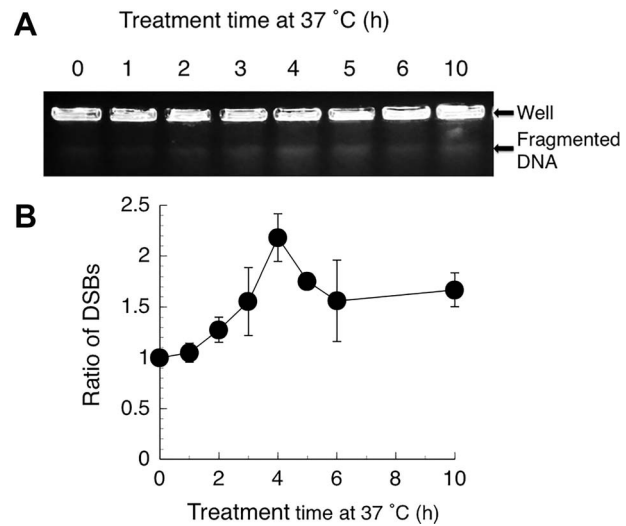 A
Treatment time at 37 ˚C (h)
0 1 2 3 4 5 6 10
Well
Fragmented
DNA
B
2.5
2
1.5
1
0.5
0
Ratio of DSBs
0 2 4 6 8 10
Treatment time at 37 ˚C (h)